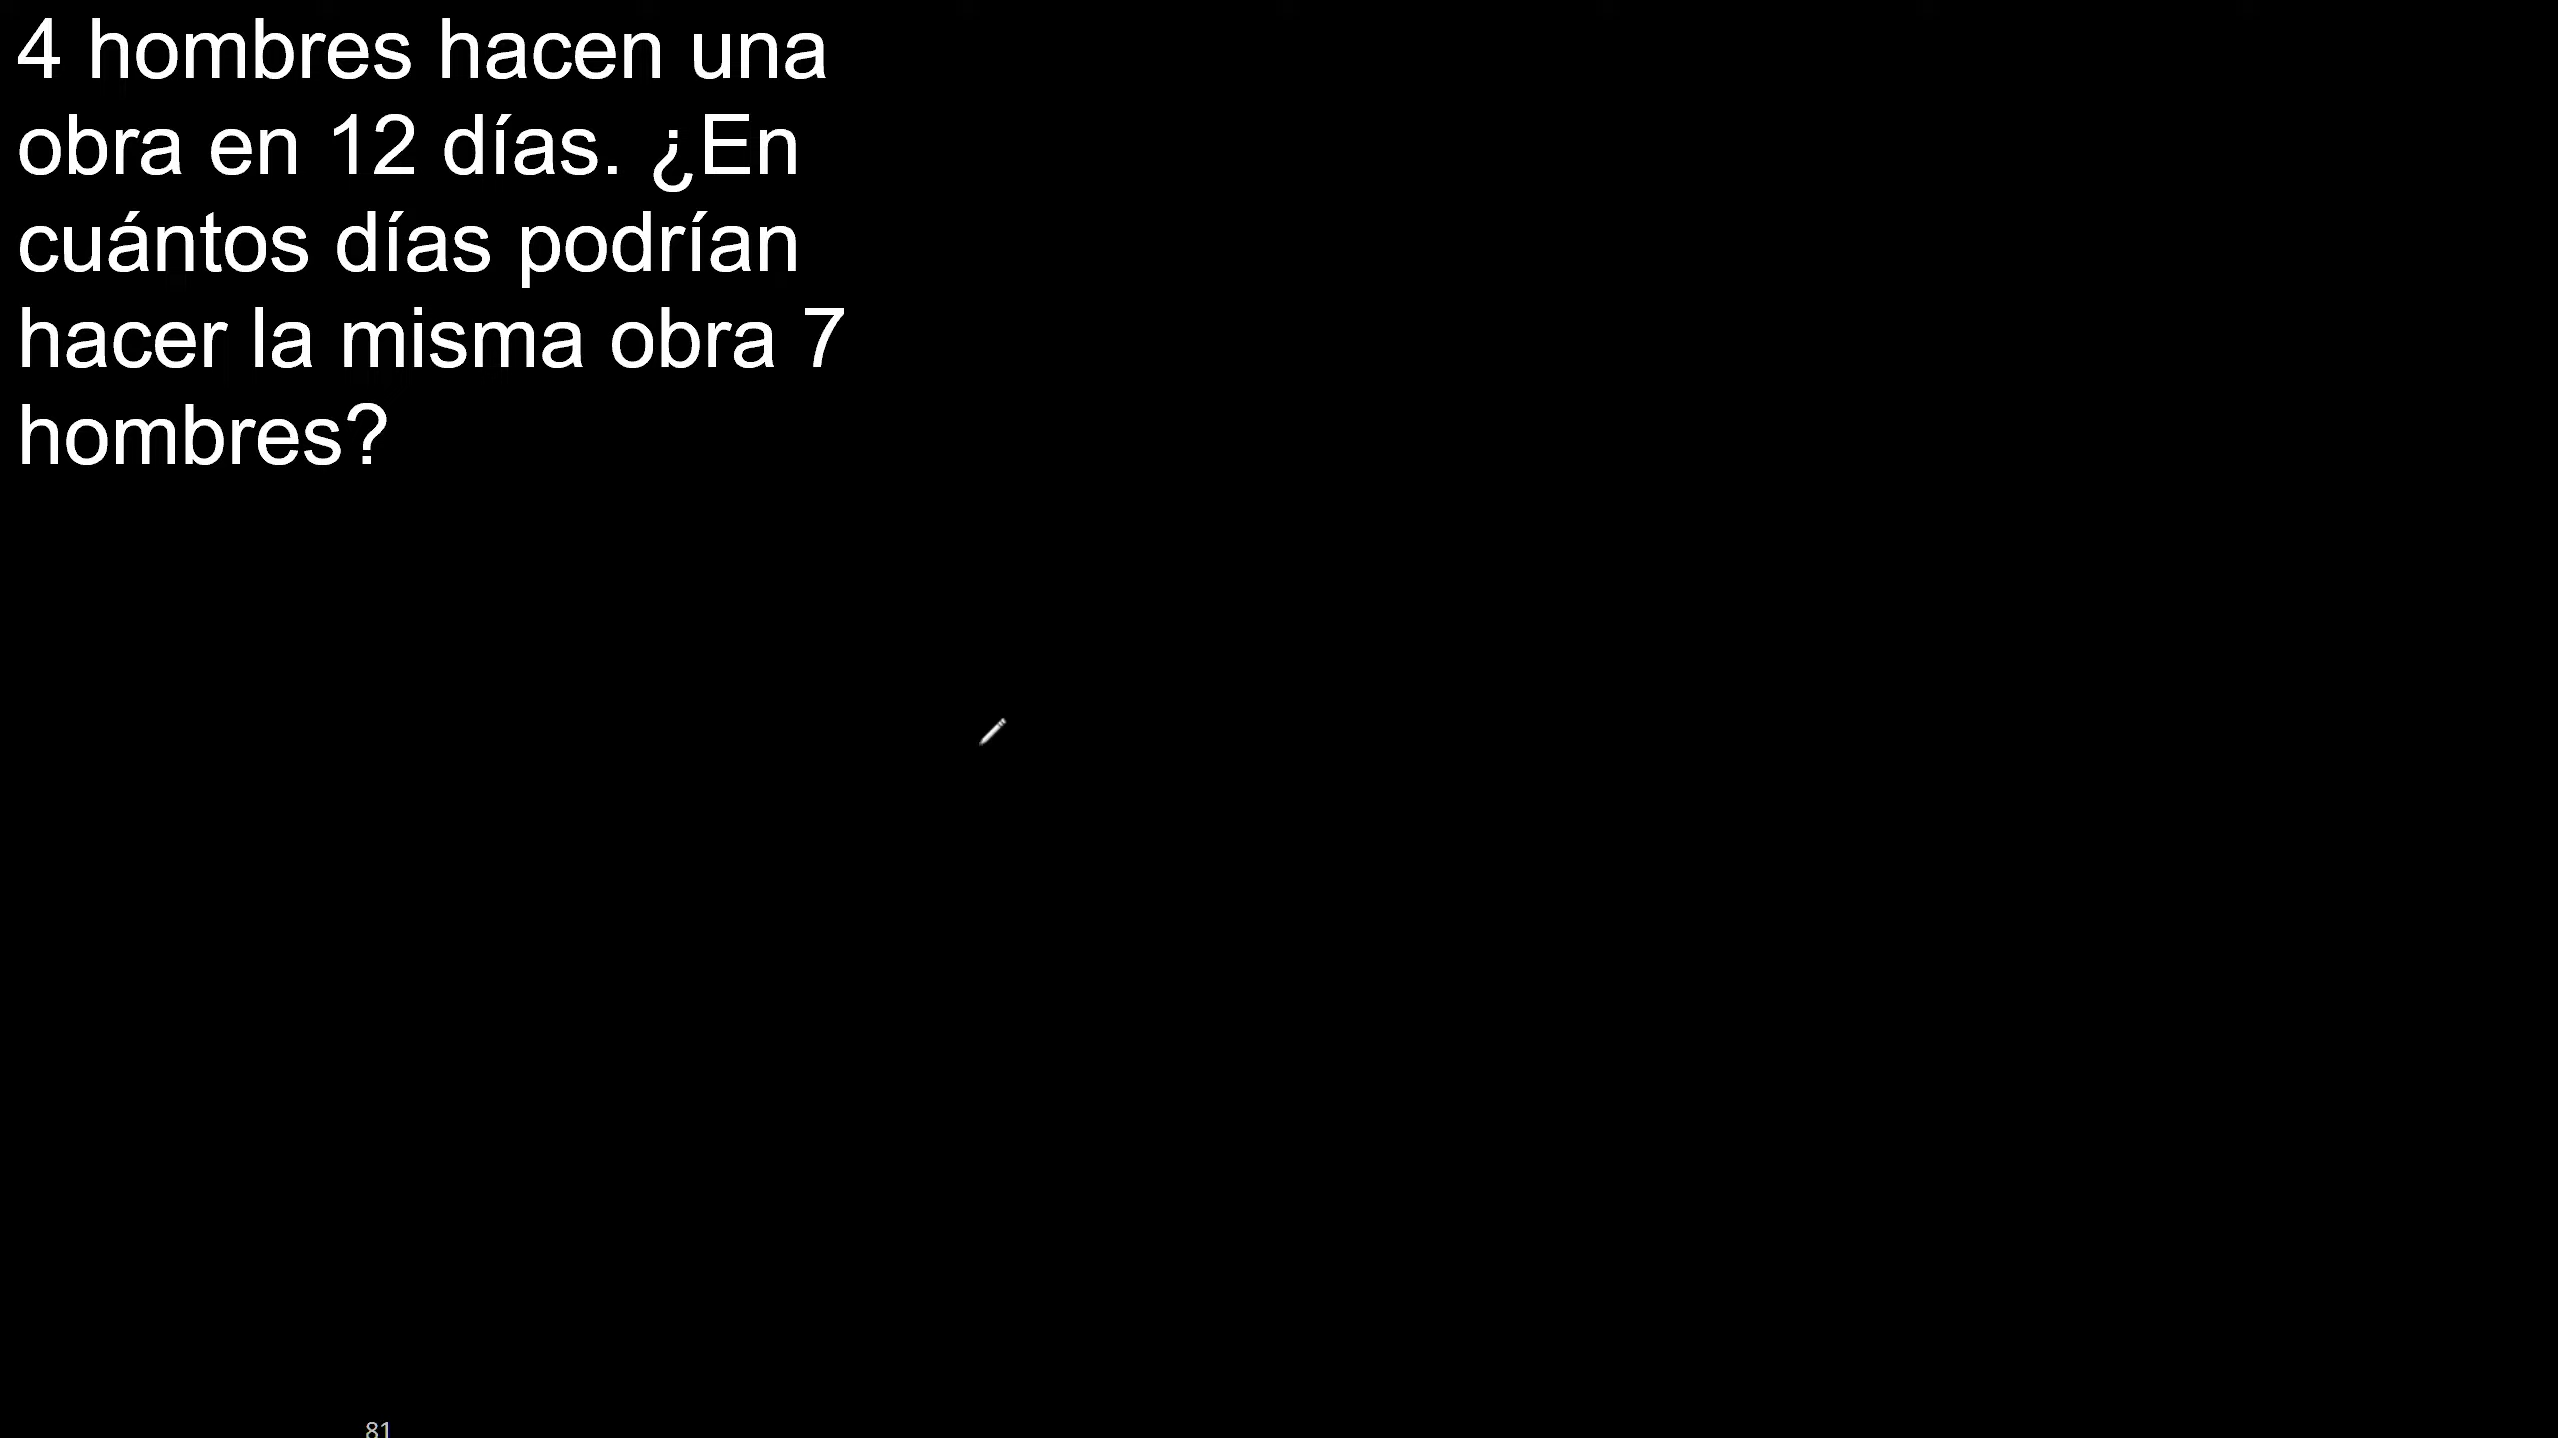 4 hombres hacen una
obra en 12 días. ¿En
cuántos días podrían
hacer la misma obra 7
hombres?
81